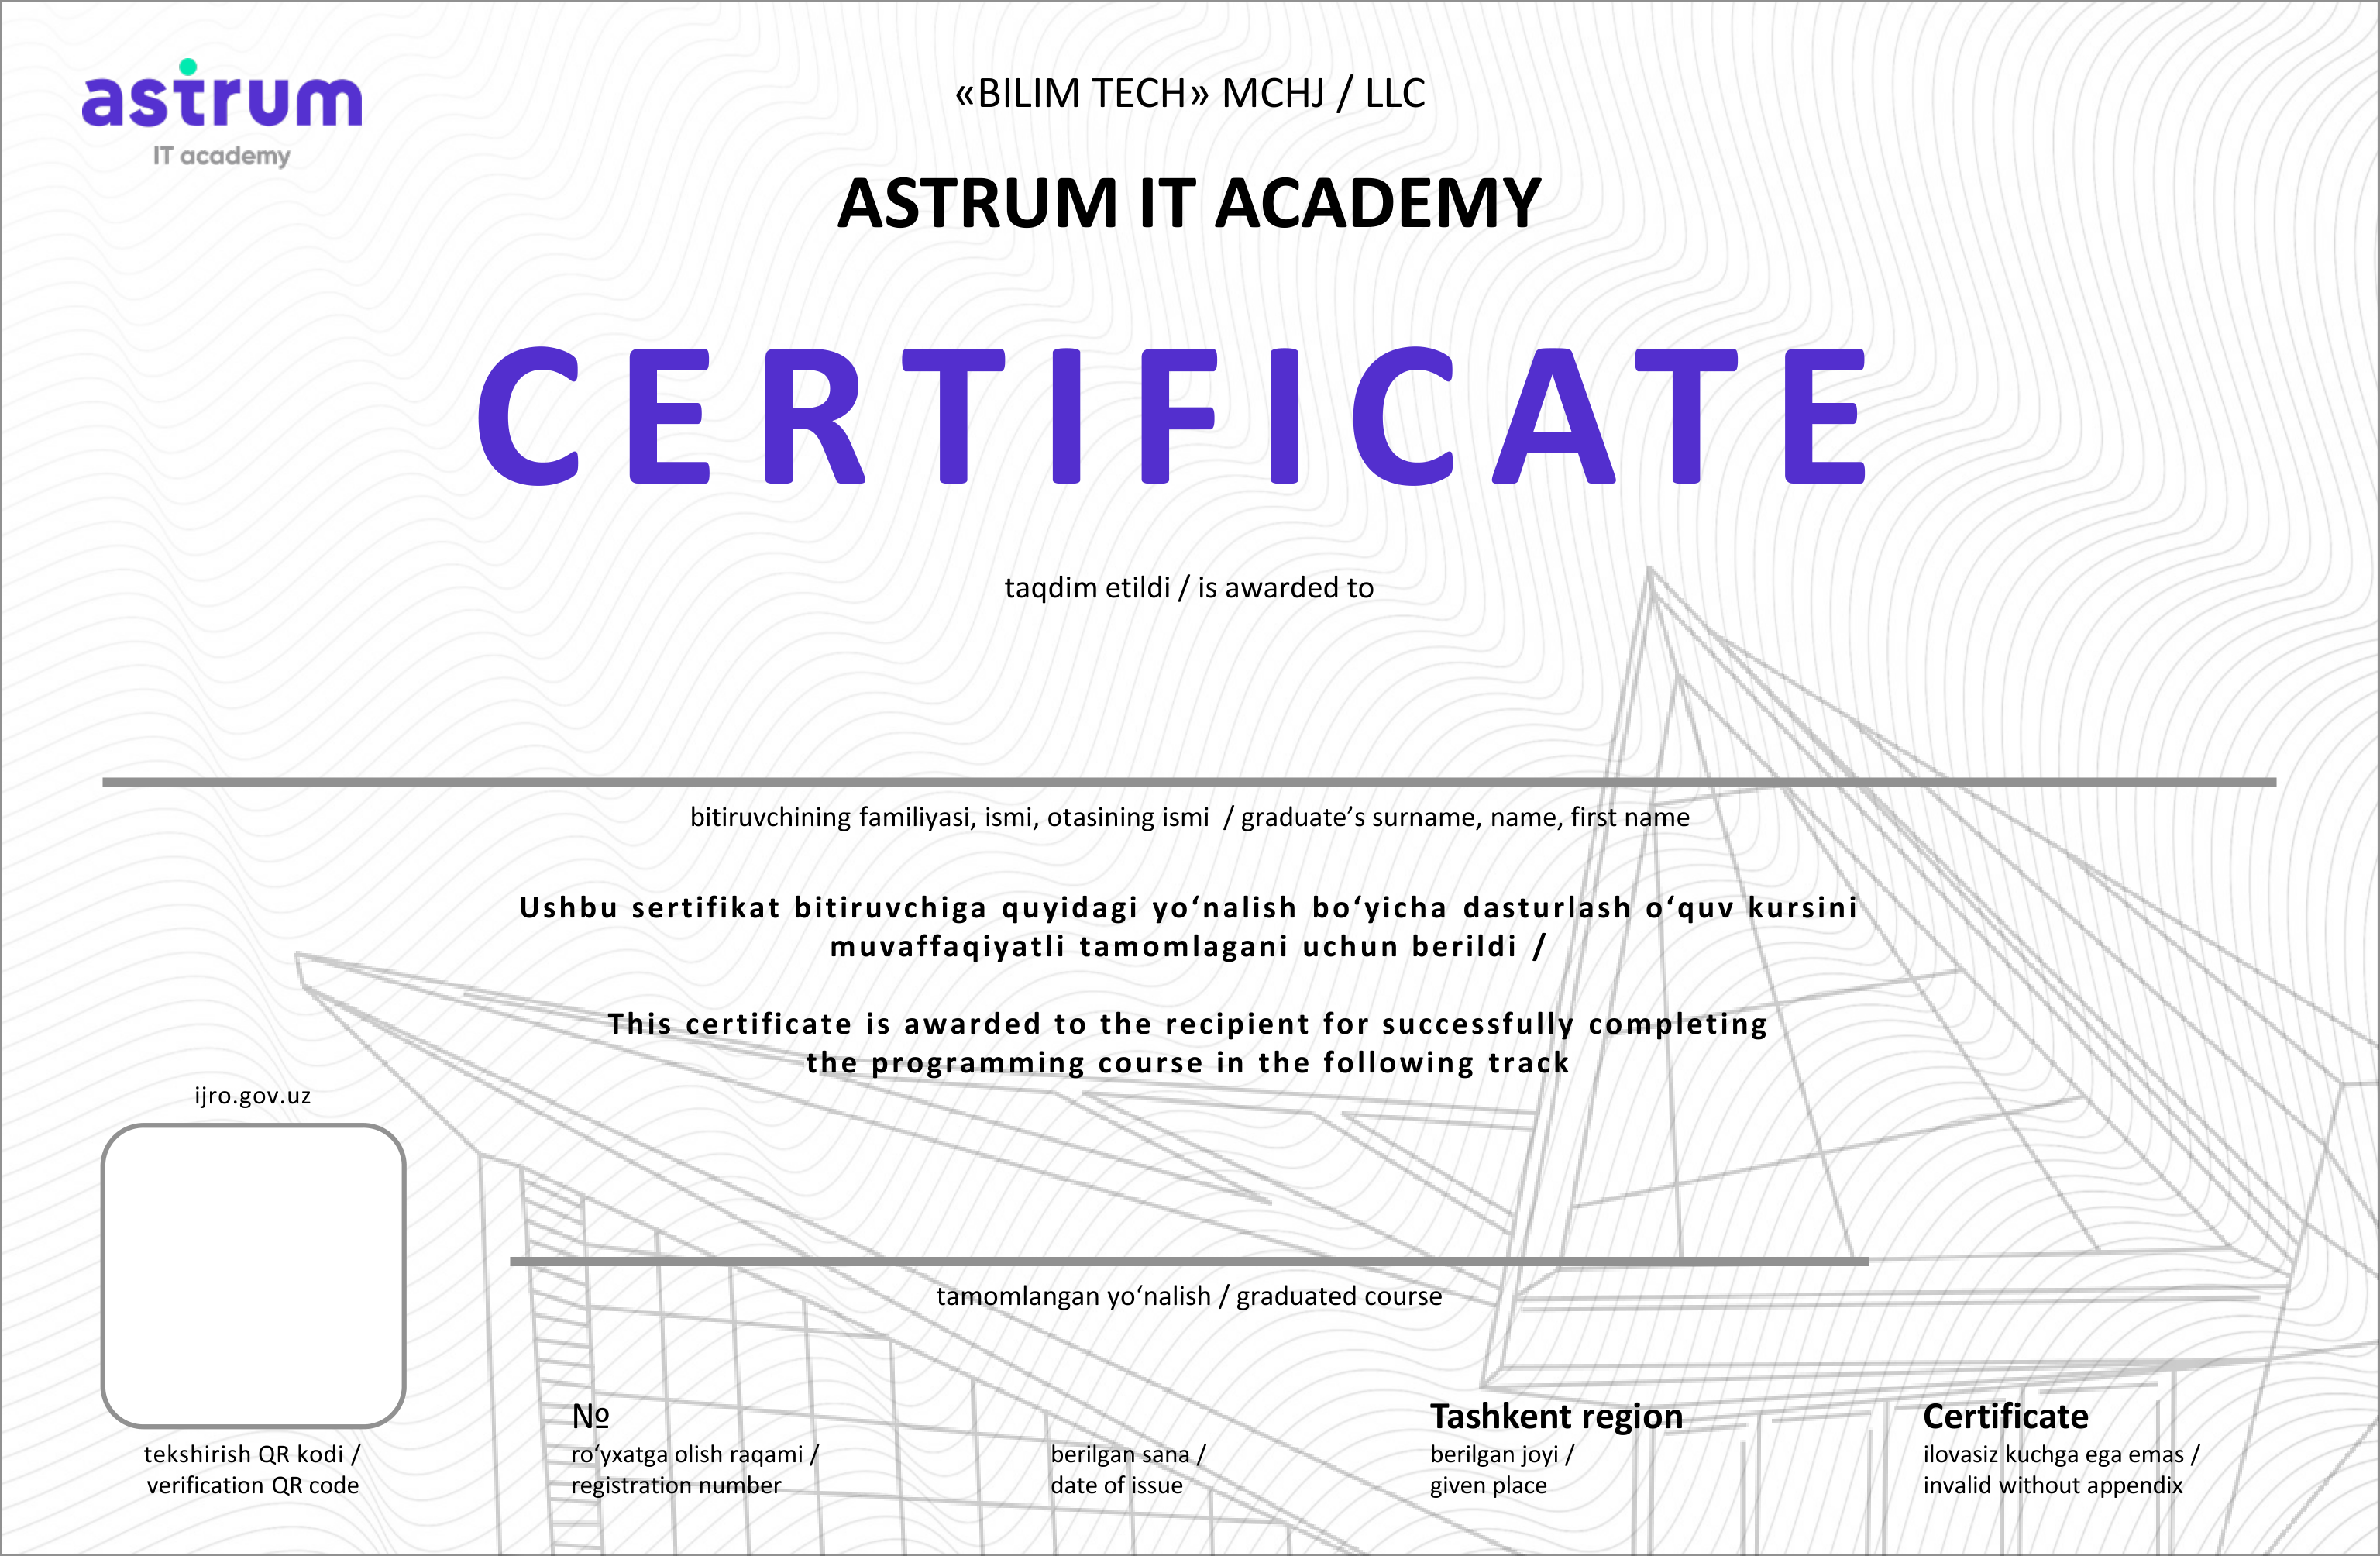 astrum
IT academy
«BILIM TECH» MCHJ / LLC
ASTRUM IT ACADEMY
CERTIFICATE
taqdim etildi / is awarded to
bitiruvchining familiyasi, ismi, otasining ismi / graduate’s surname, name, first name
Ushbu sertifikat bitiruvchiga quyidagi yo‘nalish bo‘yicha dasturlash o‘quv kursini
muvaffaqiyatli tamomlagani uchun berildi /
This certificate is awarded to the recipient for successfully completing
the programming course in the following track
ijro.gov.uz
tamomlangan yo‘nalish / graduated course
tekshirish QR kodi /
verification QR code
№
ro‘yxatga olish raqami /
registration number
berilgan sana /
date of issue
Tashkent region
berilgan joyi /
given place
Certificate
ilovasiz kuchga ega emas /
invalid without appendix